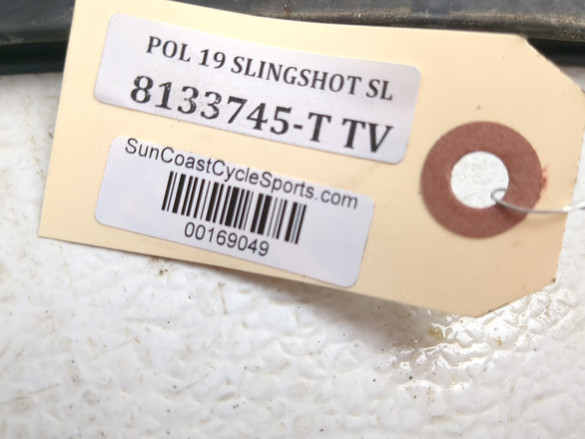 POL 19 SLINGSHOT SL
8133745-T TV
SunCoastCycleSports.com
00169049